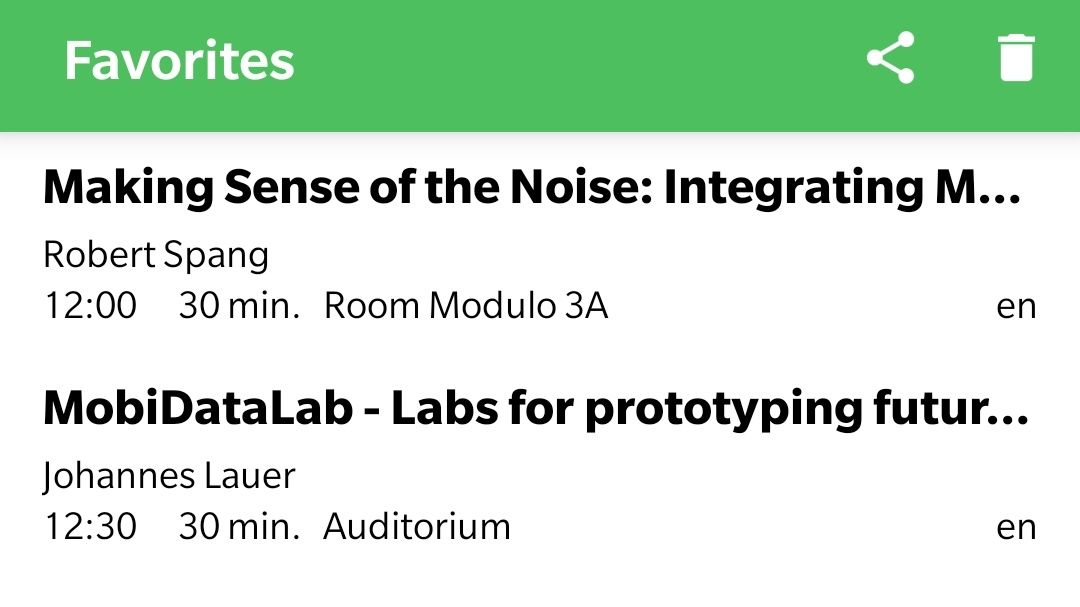 Favorites
Making Sense of the Noise: Integrating M...
Robert Spang
12:00 30 min. Room Modulo 3A en
MobiDataLab - Labs for prototyping futur...
Johannes Lauer
12:30 30 min. Auditorium en